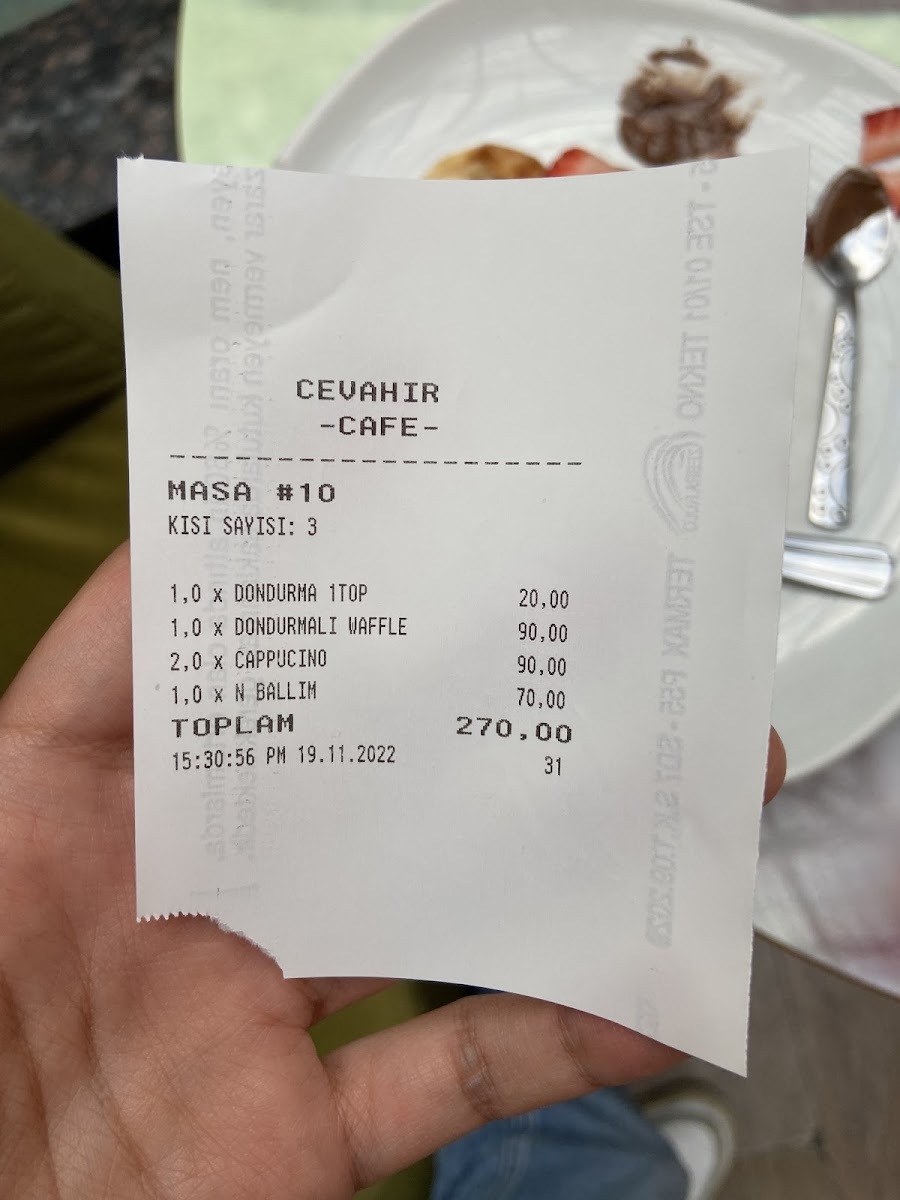 CEVAHIR
-CAFE-
MASA #10
KISI SAYISI: 3
1,0 x DONDURMA 1TOP 20,00
1,0 x DONDURMALI WAFFLE 90,00
2,0 x CAPPUCINO 90,00
1,0 x N BALLIM 70,00
TOPLAM 270,00
15:30:56 PM 19.11.2022 31